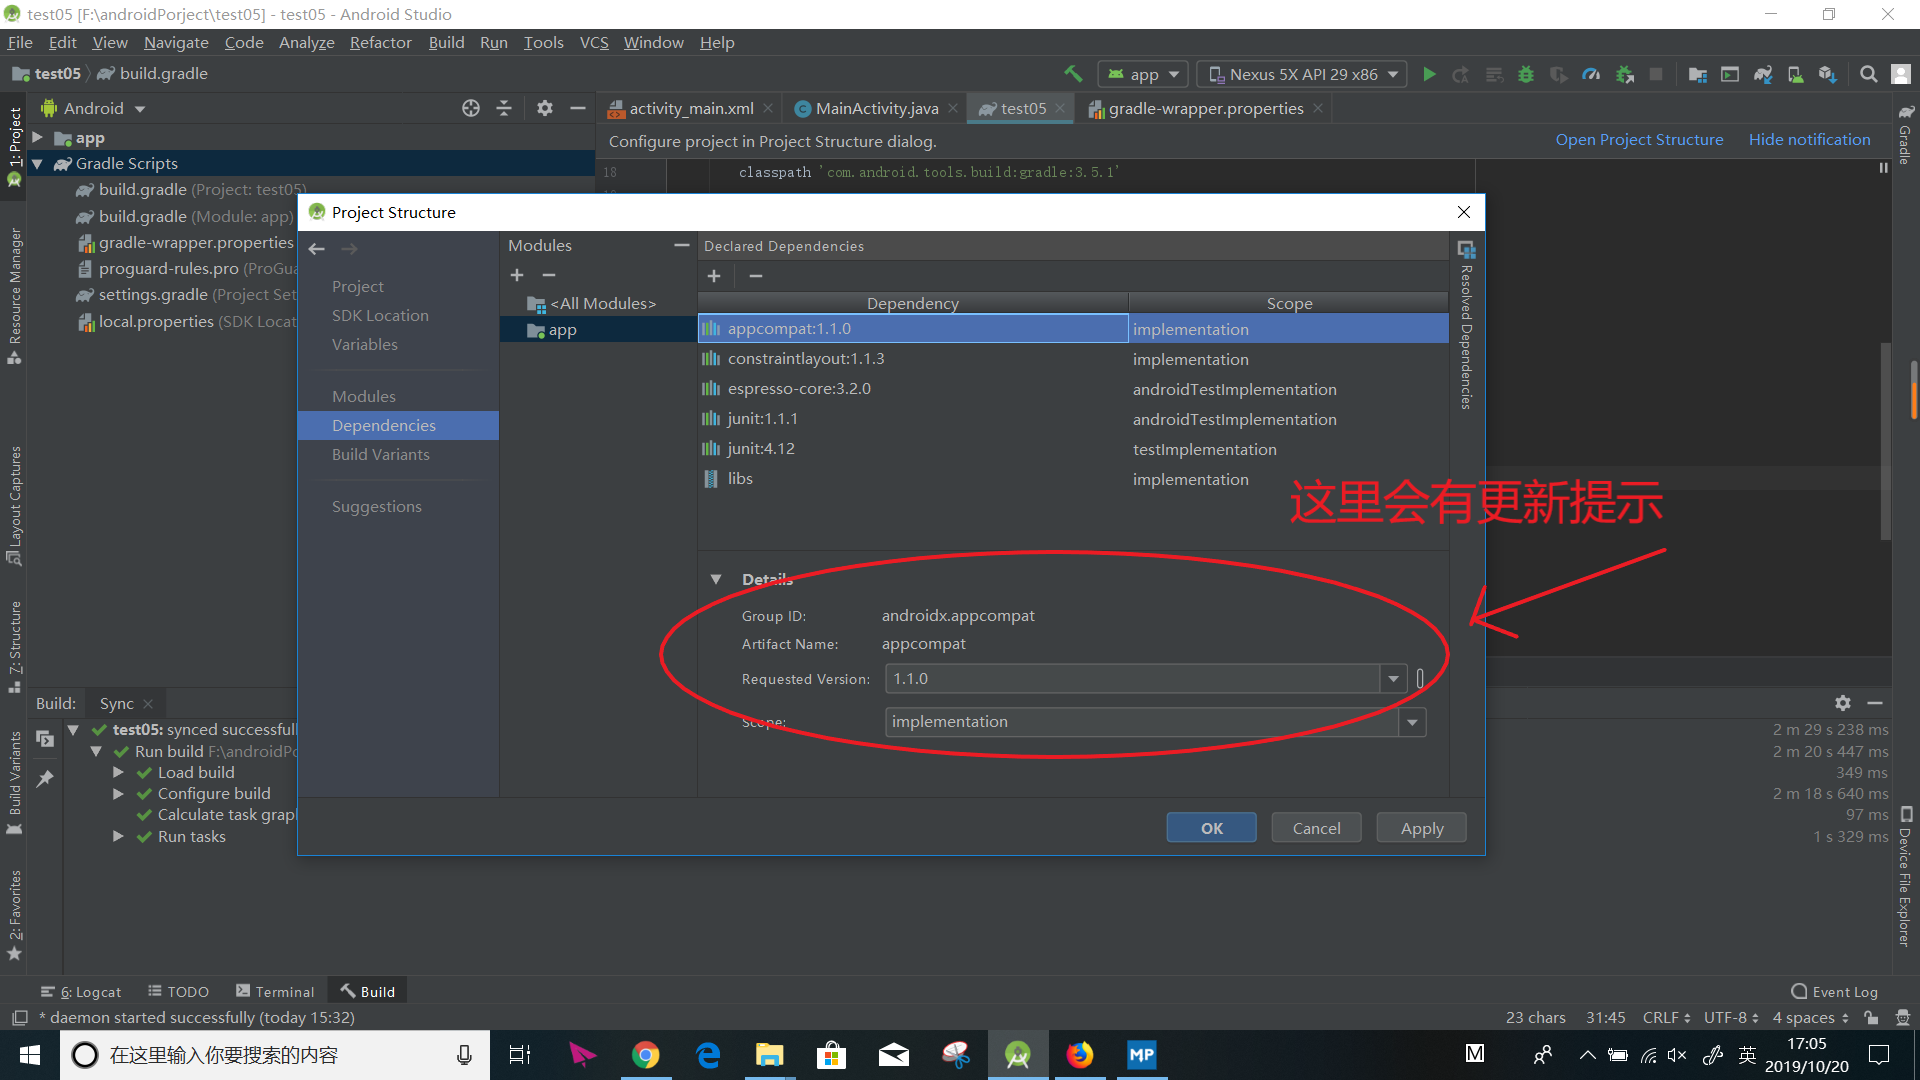 test05 [F:\androidPorject\test05] - test05 - Android Studio
File Edit View Navigate Code Analyze Refactor Build Run Tools VCS Window Help
test05 build.gradle
app Nexus 5X API 29 x86
Android
activity_main.xml MainActivity.java test05 gradle-wrapper.properties
Configure project in Project Structure dialog. Open Project Structure Hide notification
18 classpath 'com.android.tools.build:gradle:3.5.1'
1: Project
Resource Manager
Layout Captures
7: Structure
Build Variants
2: Favorites
app
Gradle Scripts
build.gradle (Project: test05)
build.gradle (Module: app)
gradle-wrapper.properties
proguard-rules.pro (ProGua
settings.gradle (Project Set
local.properties (SDK Locat
Project Structure
Project
SDK Location
Variables
Modules
Dependencies
Build Variants
Suggestions
Modules
<All Modules>
app
Declared Dependencies
Dependency Scope
appcompat:1.1.0 implementation
constraintlayout:1.1.3 implementation
espresso-core:3.2.0 androidTestImplementation
junit:1.1.1 androidTestImplementation
junit:4.12 testImplementation
libs implementation
Resolved Dependencies
这里会有更新提示
Details
Group ID: androidx.appcompat
Artifact Name: appcompat
Requested Version: 1.1.0
Scope: implementation
OK Cancel Apply
Gradle
Device File Explorer
Build: Sync
test05: synced successfull 2 m 29 s 238 ms
Run build F:\androidPo 2 m 20 s 447 ms
Load build 349 ms
Configure build 2 m 18 s 640 ms
Calculate task grap 97 ms
Run tasks 1 s 329 ms
6: Logcat TODO Terminal Build Event Log
* daemon started successfully (today 15:32) 23 chars 31:45 CRLF UTF-8 4 spaces
在这里输入你要搜索的内容
MP
M
英
17:05
2019/10/20